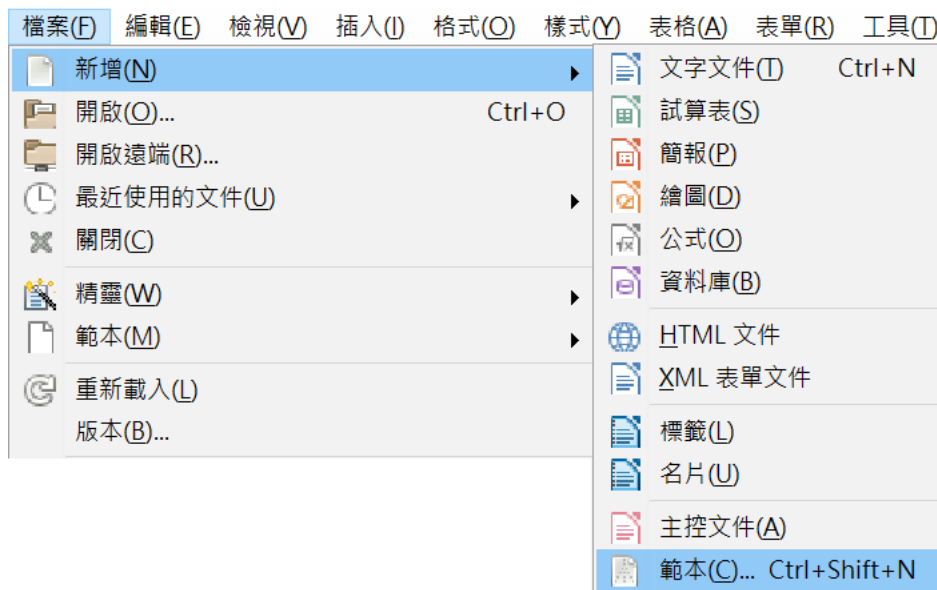 檔案(F) 編輯(E) 檢視(V) 插入(I) 格式(O) 樣式(Y) 表格(A) 表單(R) 工具(T)
新增(N)
開啟(O)... Ctrl+O
開啟遠端(R)...
最近使用的文件(U)
關閉(C)
精靈(W)
範本(M)
重新載入(L)
版本(B)...
文字文件(T) Ctrl+N
試算表(S)
簡報(P)
繪圖(D)
公式(O)
資料庫(B)
HTML 文件
XML 表單文件
標籤(L)
名片(U)
主控文件(A)
範本(C)... Ctrl+Shift+N